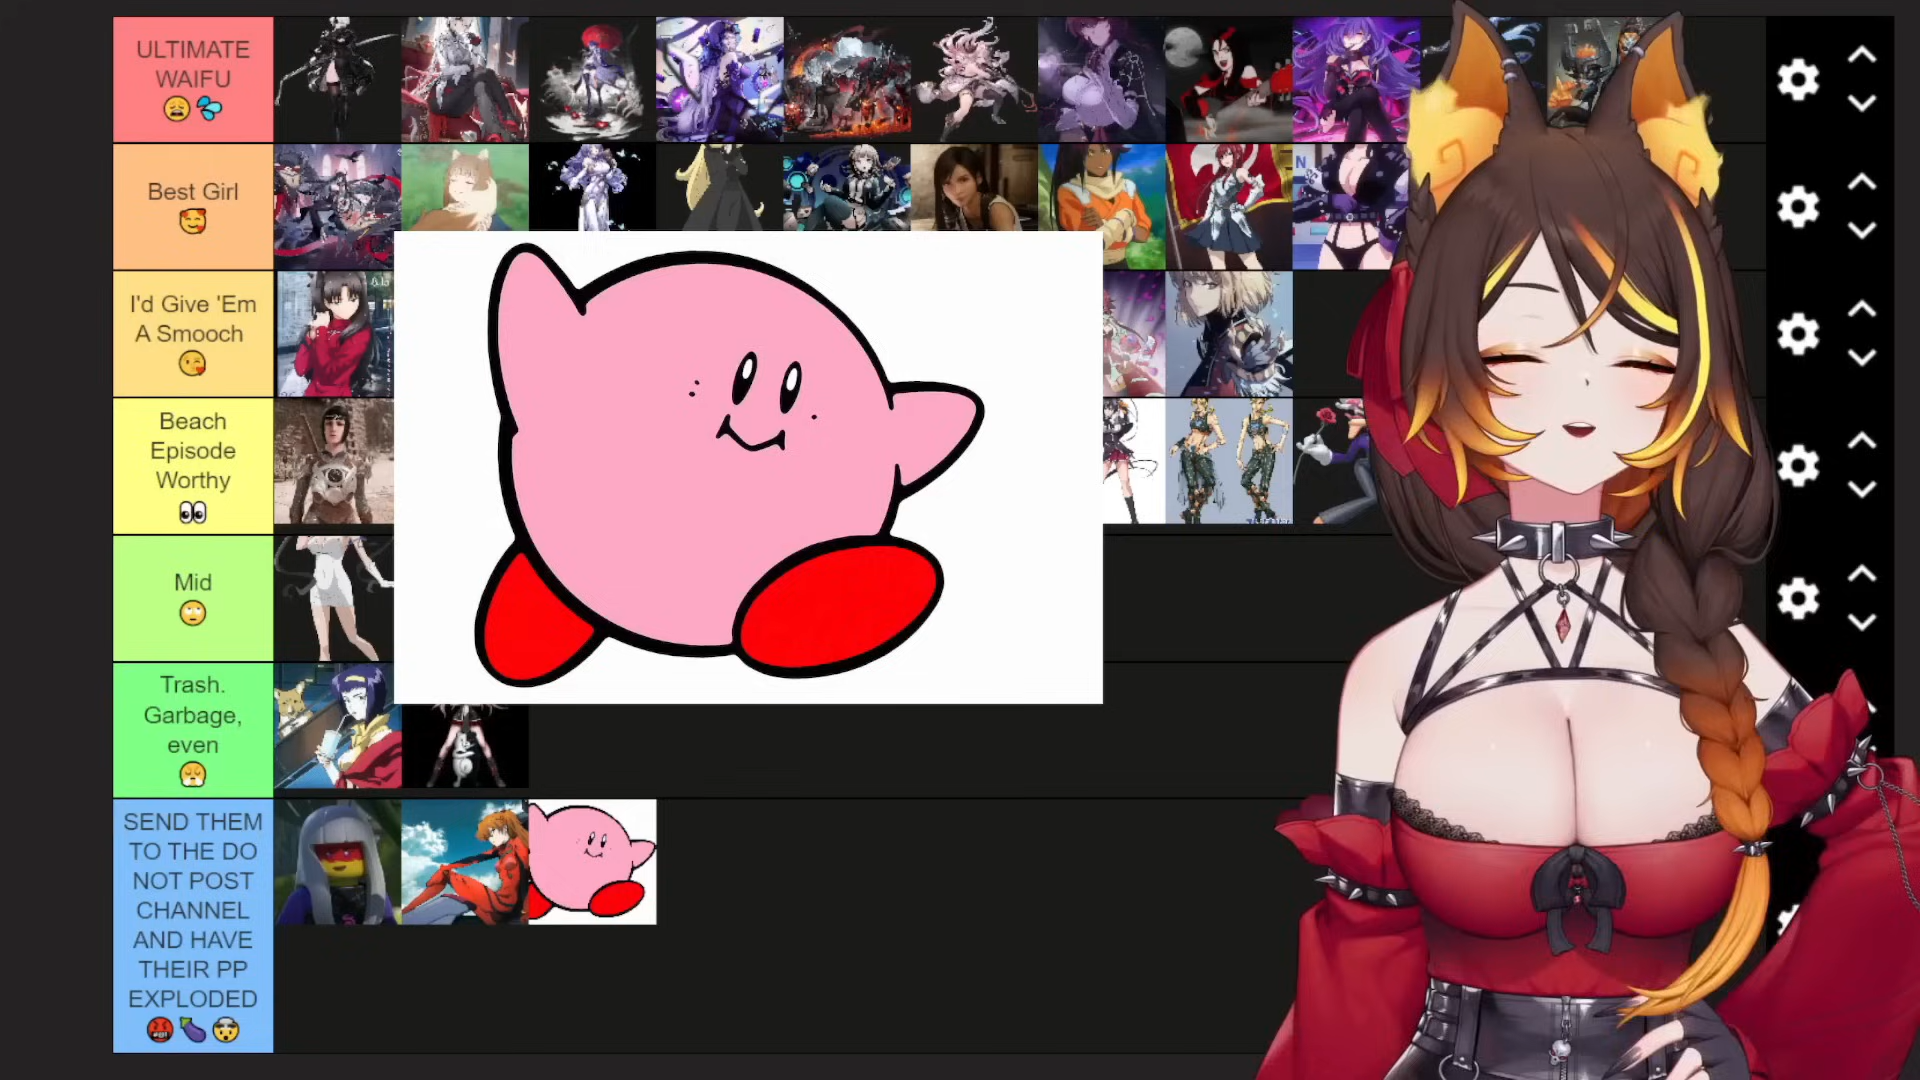 ULTIMATE
WAIFU
Best Girl
I'd Give 'Em
A Smooch
Beach
Episode
Worthy
Mid
Trash.
Garbage,
even
SEND THEM
TO THE DO
NOT POST
CHANNEL
AND HAVE
THEIR PP
EXPLODED